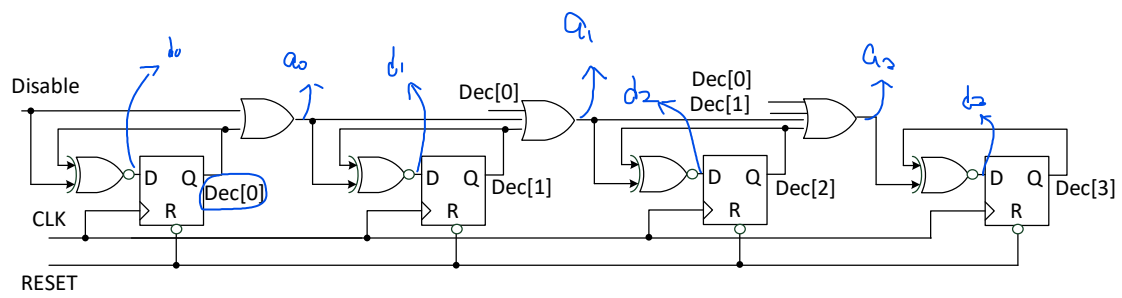 d0
a0
d1
a1
d2
a2
d3
Disable
Dec[0]
Dec[0]
Dec[1]
D Q
Dec[0]
R
D Q
Dec[1]
R
D Q
Dec[2]
R
D Q
Dec[3]
R
CLK
RESET